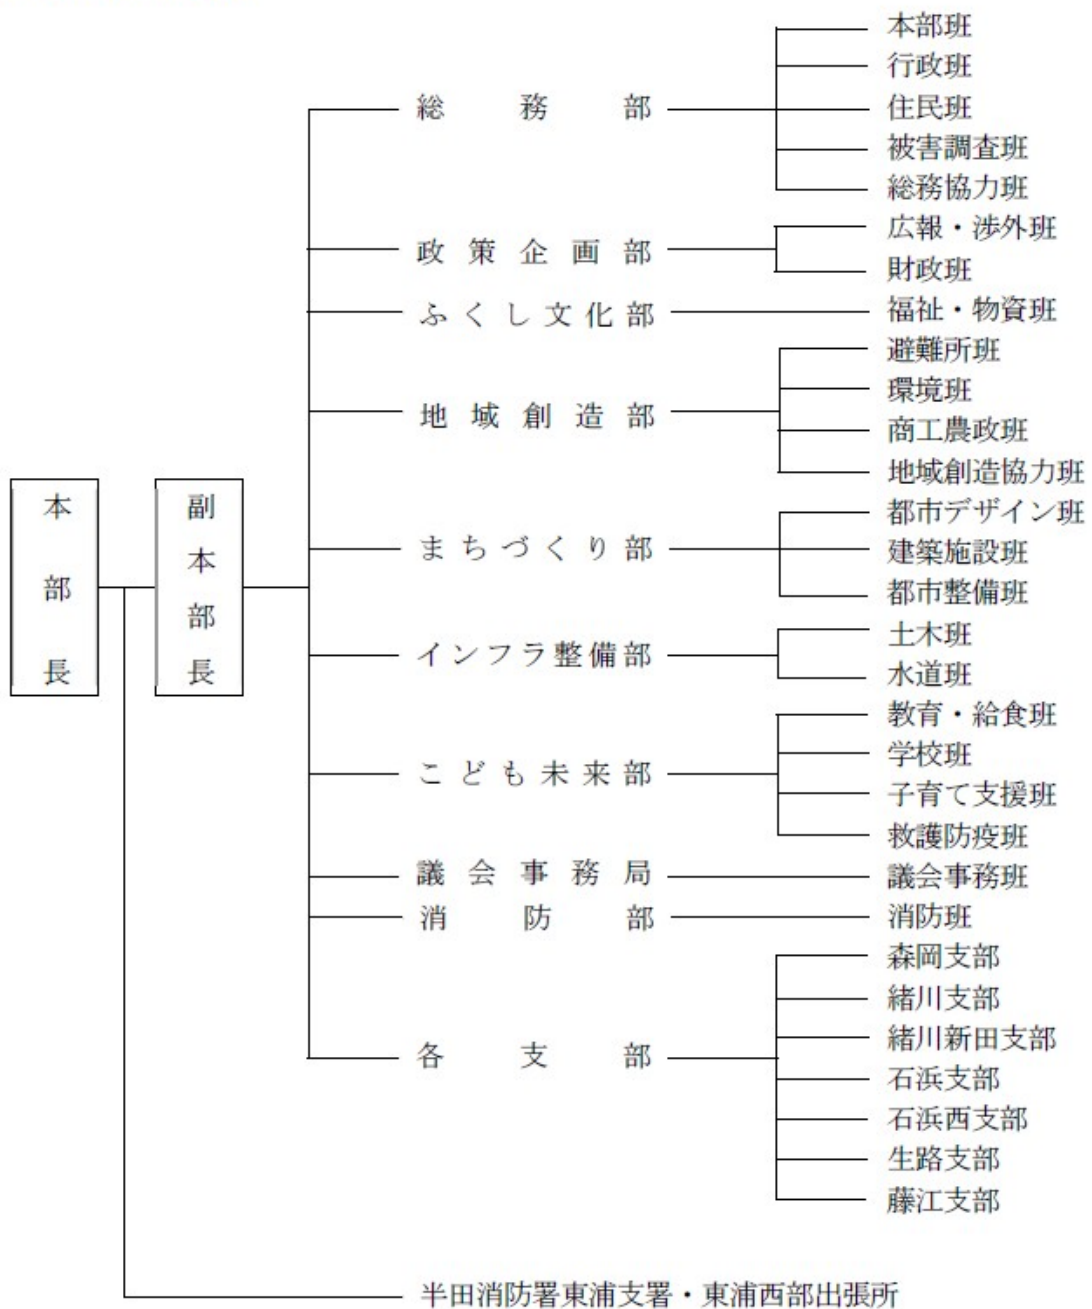 本部長
副本部長
総務部
本部班
行政班
住民班
被害調査班
総務協力班
政策企画部
広報・渉外班
財政班
ふくし文化部
福祉・物資班
地域創造部
避難所班
環境班
商工農政班
地域創造協力班
まちづくり部
都市デザイン班
建築施設班
都市整備班
インフラ整備部
土木班
水道班
こども未来部
教育・給食班
学校班
子育て支援班
救護防疫班
議会事務局
議会事務班
消防部
消防班
各支部
森岡支部
緒川支部
緒川新田支部
石浜支部
石浜西支部
生路支部
藤江支部
半田消防署東浦支署・東浦西部出張所